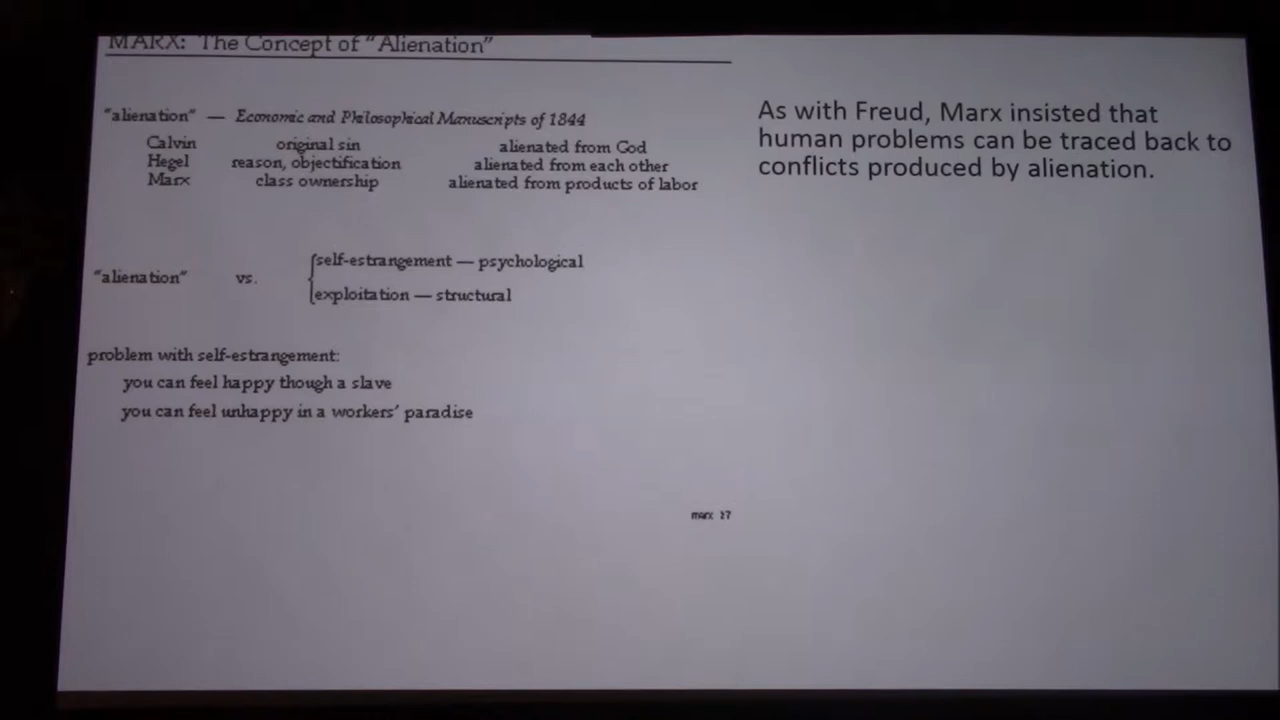 MARX: The Concept of "Alienation"
"alienation" — Economic and Philosophical Manuscripts of 1844
Calvin original sin alienated from God
Hegel reason, objectification alienated from each other
Marx class ownership alienated from products of labor
"alienation" vs. self-estrangement — psychological
exploitation — structural
problem with self-estrangement:
you can feel happy though a slave
you can feel unhappy in a workers' paradise
marx 27
As with Freud, Marx insisted that
human problems can be traced back to
conflicts produced by alienation.